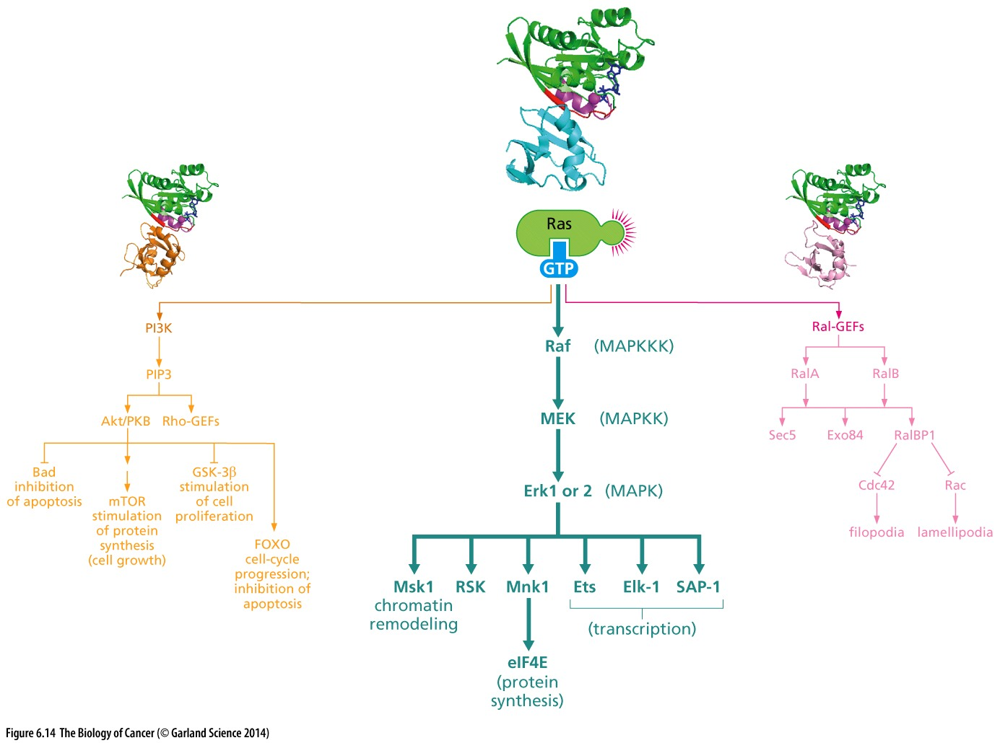 Ras
GTP
PI3K
PIP3
Akt/PKB
Rho-GEFs
Bad
inhibition
of apoptosis
mTOR
stimulation
of protein
synthesis
(cell growth)
GSK-3β
stimulation
of cell
proliferation
FOXO
cell-cycle
progression;
inhibition of
apoptosis
Raf (MAPKKK)
MEK (MAPKK)
Erk1 or 2 (MAPK)
Msk1
chromatin
remodeling
RSK
Mnk1
Ets
Elk-1
SAP-1
(transcription)
eIF4E
(protein
synthesis)
Ral-GEFs
RalA
RalB
Sec5
Exo84
RalBP1
Cdc42
Rac
filopodia
lamellipodia
Figure 6.14 The Biology of Cancer (© Garland Science 2014)